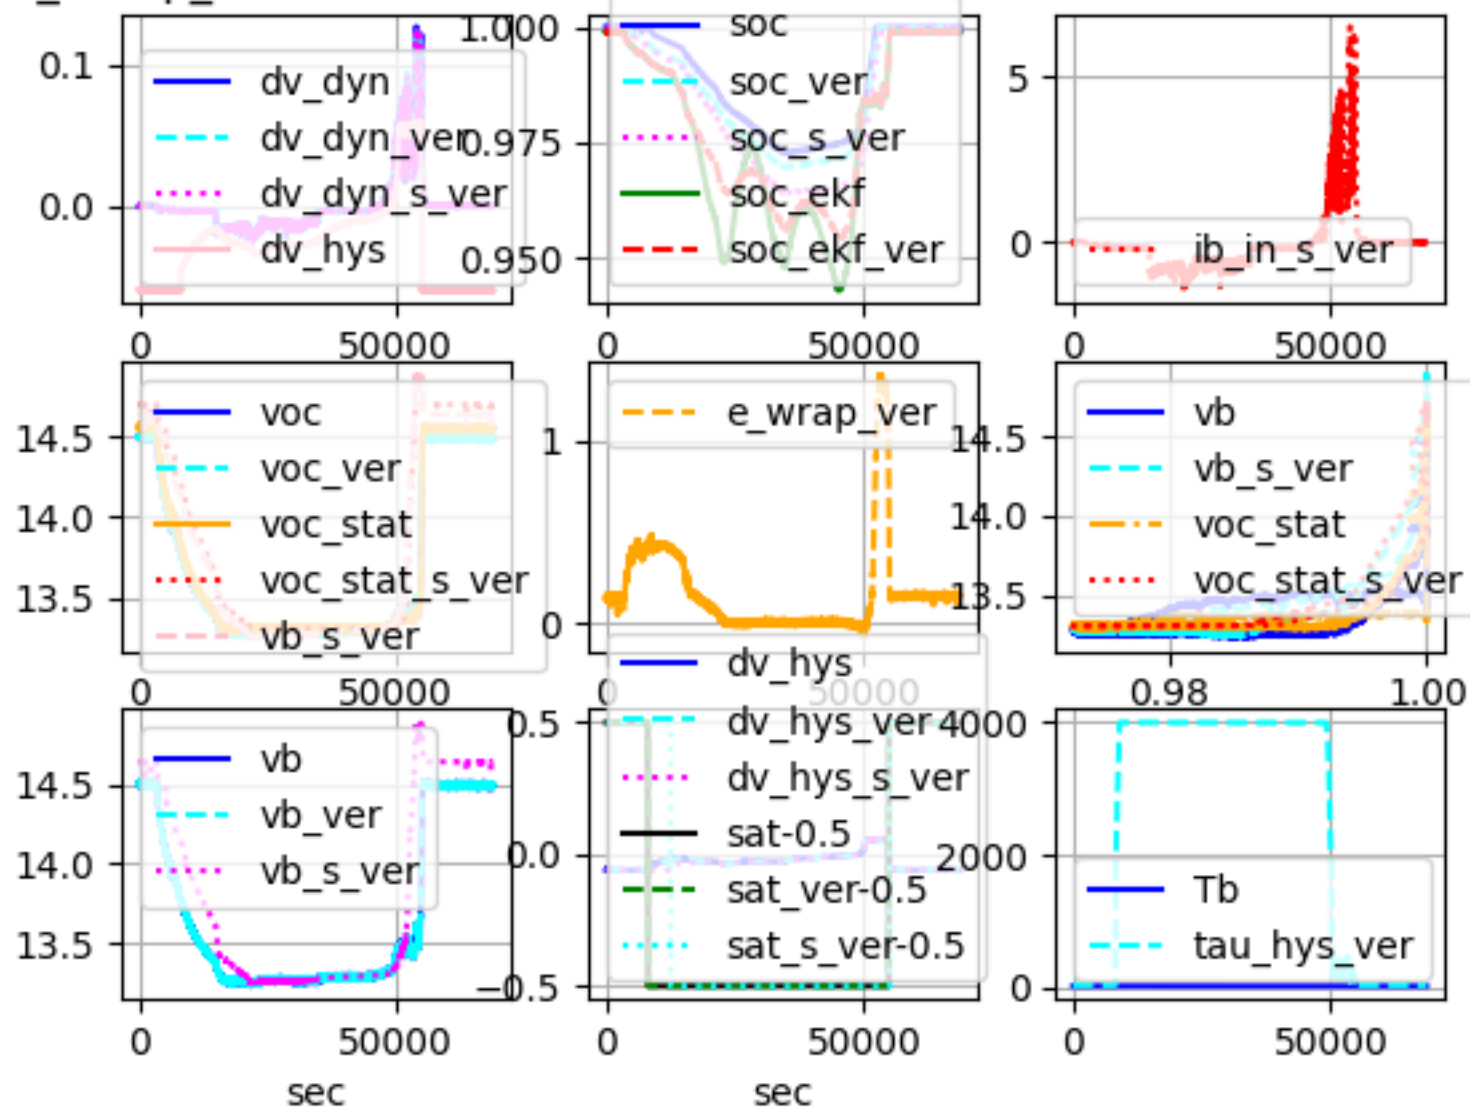 0.1
0.0
dv_dyn
dv_dyn_ver
dv_dyn_s_ver
dv_hys
0 50000
1.000
0.975
0.950
soc
soc_ver
soc_s_ver
soc_ekf
soc_ekf_ver
0 50000
5
0
ib_in_s_ver
0 50000
14.5
14.0
13.5
voc
voc_ver
voc_stat
voc_stat_s_ver
vb_s_ver
0 50000
1
0
e_wrap_ver
0 50000
14.5
14.0
13.5
vb
vb_s_ver
voc_stat
voc_stat_s_ver
0.98 1.00
14.5
14.0
13.5
vb
vb_ver
vb_s_ver
0 50000
sec
0.5
0.0
−0.5
dv_hys
dv_hys_ver
dv_hys_s_ver
sat-0.5
sat_ver-0.5
sat_s_ver-0.5
0 50000
sec
4000
2000
0
Tb
tau_hys_ver
0 50000